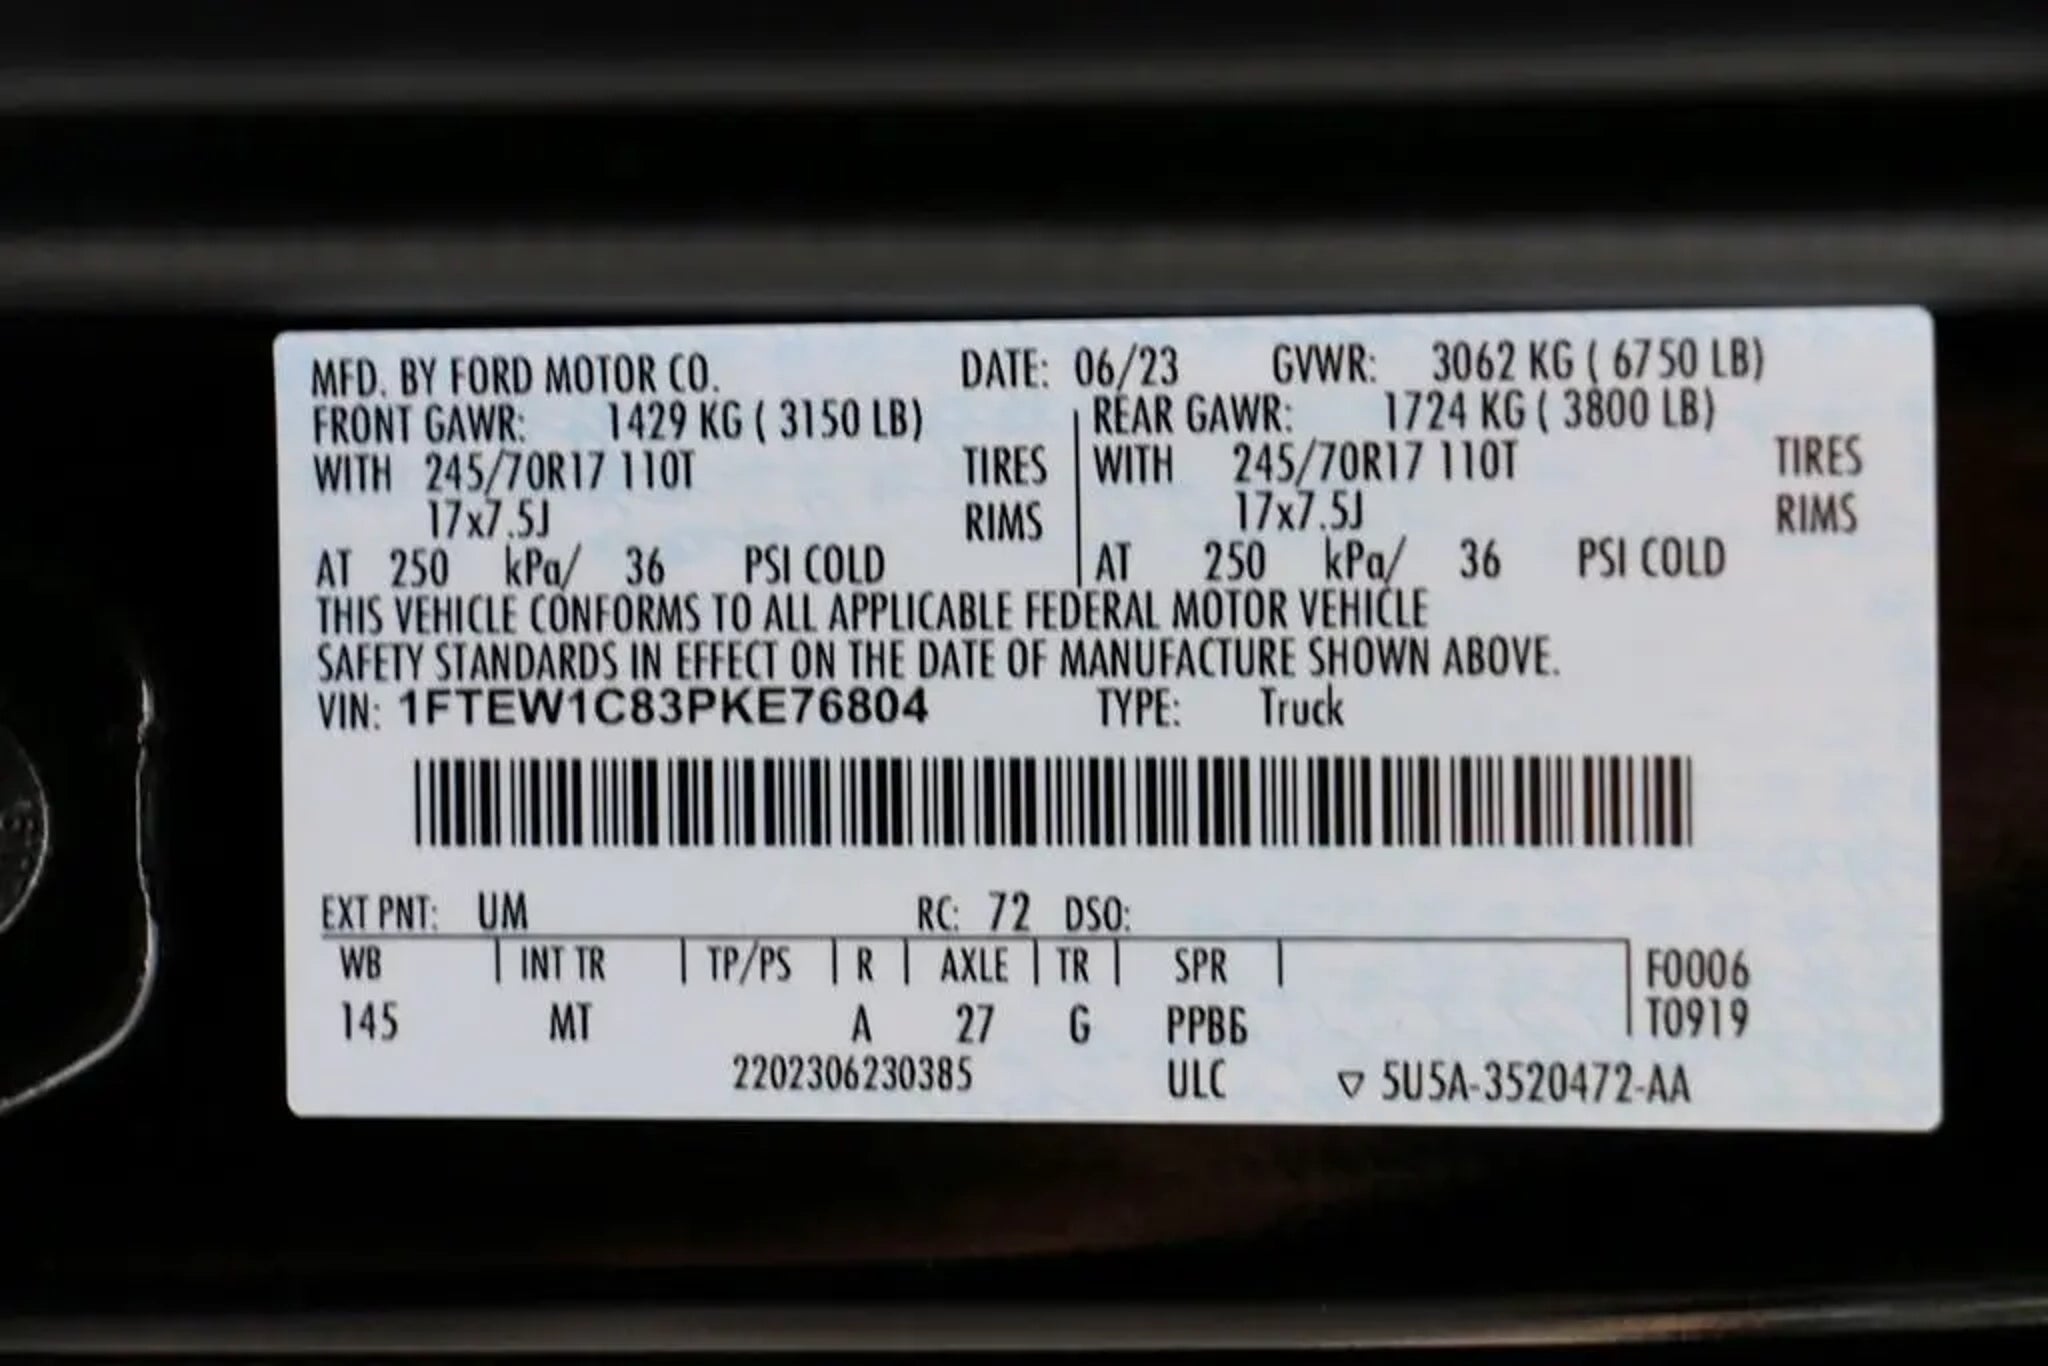 MFD. BY FORD MOTOR CO. DATE: 06/23 GVWR: 3062 KG ( 6750 LB)
FRONT GAWR: 1429 KG ( 3150 LB) REAR GAWR: 1724 KG ( 3800 LB)
WITH 245/70R17 110T TIRES WITH 245/70R17 110T TIRES
17x7.5J RIMS 17x7.5J RIMS
AT 250 kPa/ 36 PSI COLD AT 250 kPa/ 36 PSI COLD
THIS VEHICLE CONFORMS TO ALL APPLICABLE FEDERAL MOTOR VEHICLE
SAFETY STANDARDS IN EFFECT ON THE DATE OF MANUFACTURE SHOWN ABOVE.
VIN: 1FTEW1C83PKE76804 TYPE: Truck
EXT PNT: UM RC: 72 DSO:
WB | INT TR | TP/PS | R | AXLE | TR | SPR | F0006
145 MT A 27 G PPB6 T0919
2202306230385 ULC ▽ 5U5A-3520472-AA